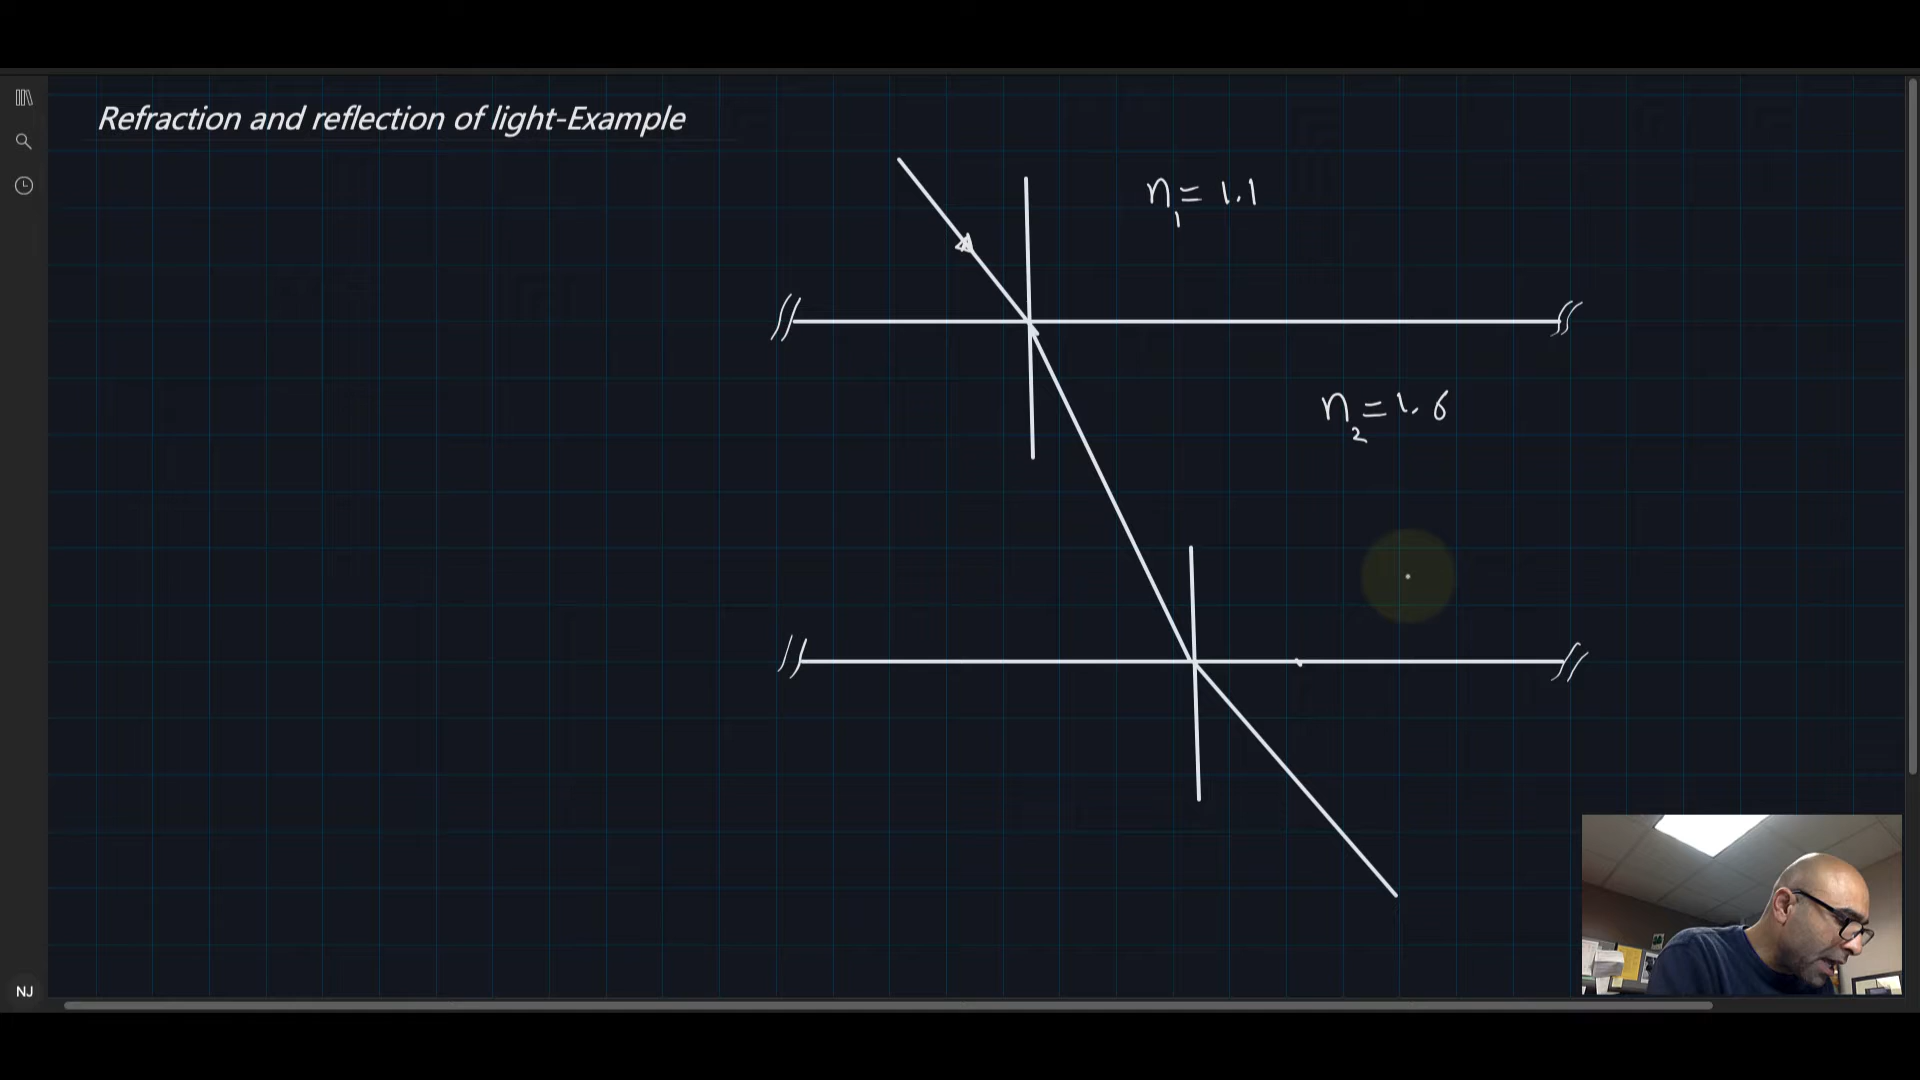 Refraction and reflection of light-Example
n₁ = 1.1
n₂ = 1.6
NJ